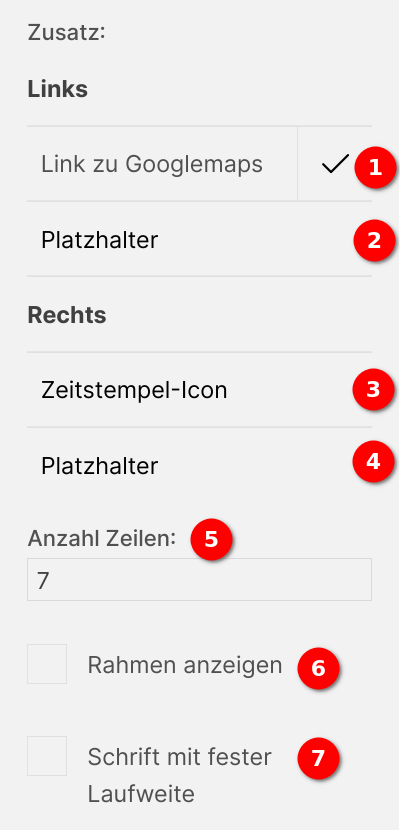 Zusatz:
Links
Link zu Googlemaps 1
Platzhalter 2
Rechts
Zeitstempel-Icon 3
Platzhalter 4
Anzahl Zeilen: 5
7
Rahmen anzeigen 6
Schrift mit fester 7
Laufweite